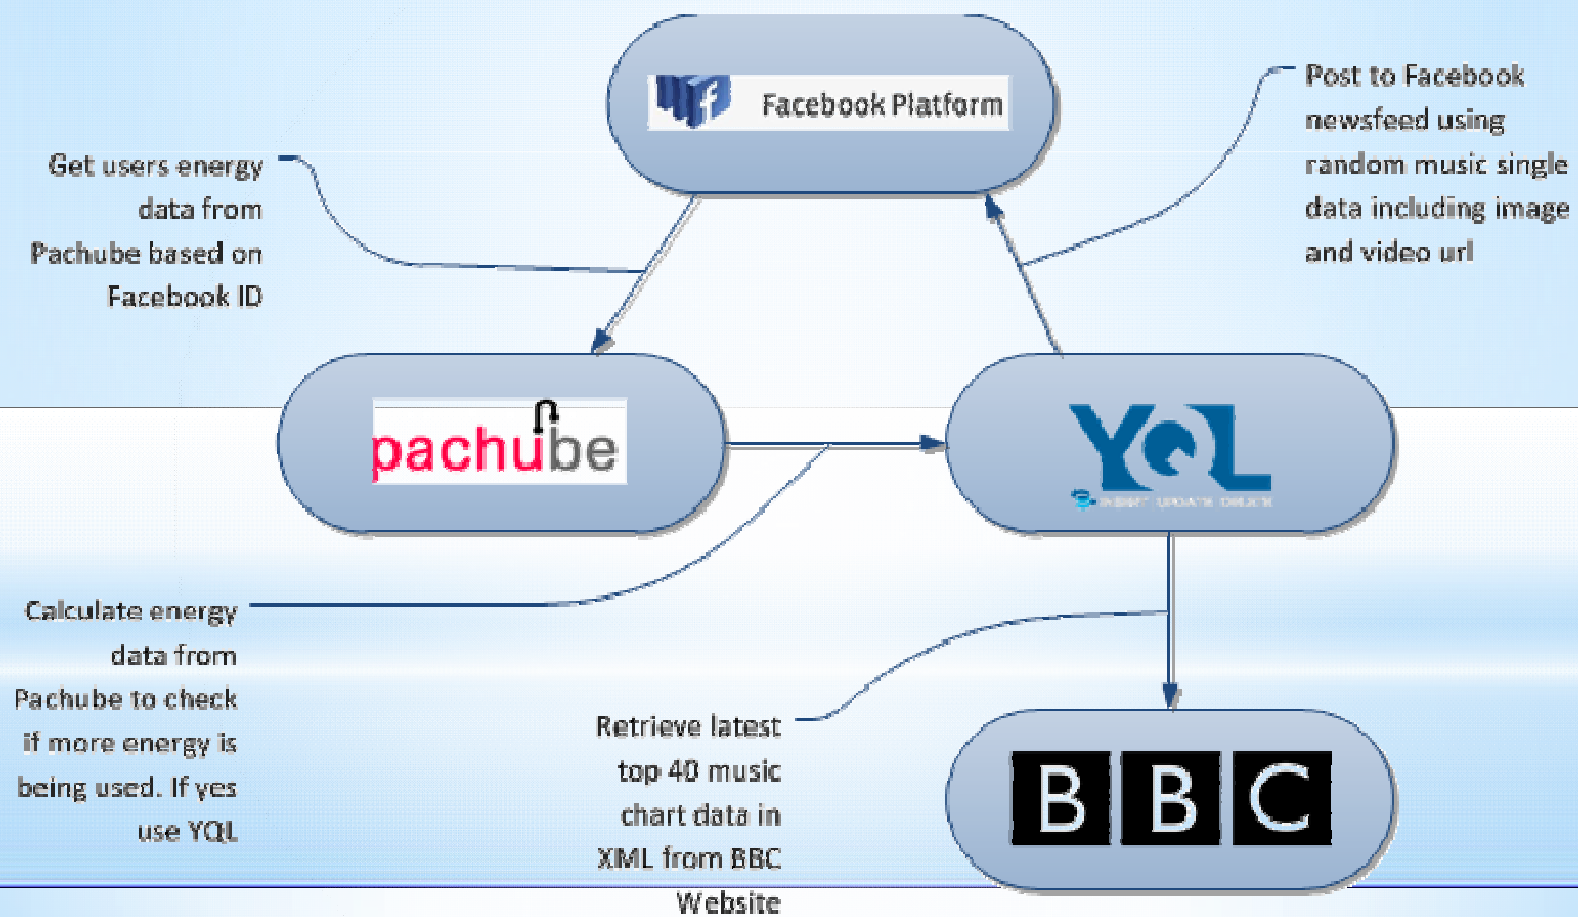 Facebook Platform
Get users energy
data from
Pachube based on
Facebook ID
Post to Facebook
newsfeed using
random music single
data including image
and video url
pachube
YQL
INSERT UPDATE DELETE
Calculate energy
data from
Pachube to check
if more energy is
being used. If yes
use YQL
Retrieve latest
top 40 music
chart data in
XML from BBC
Website
BBC